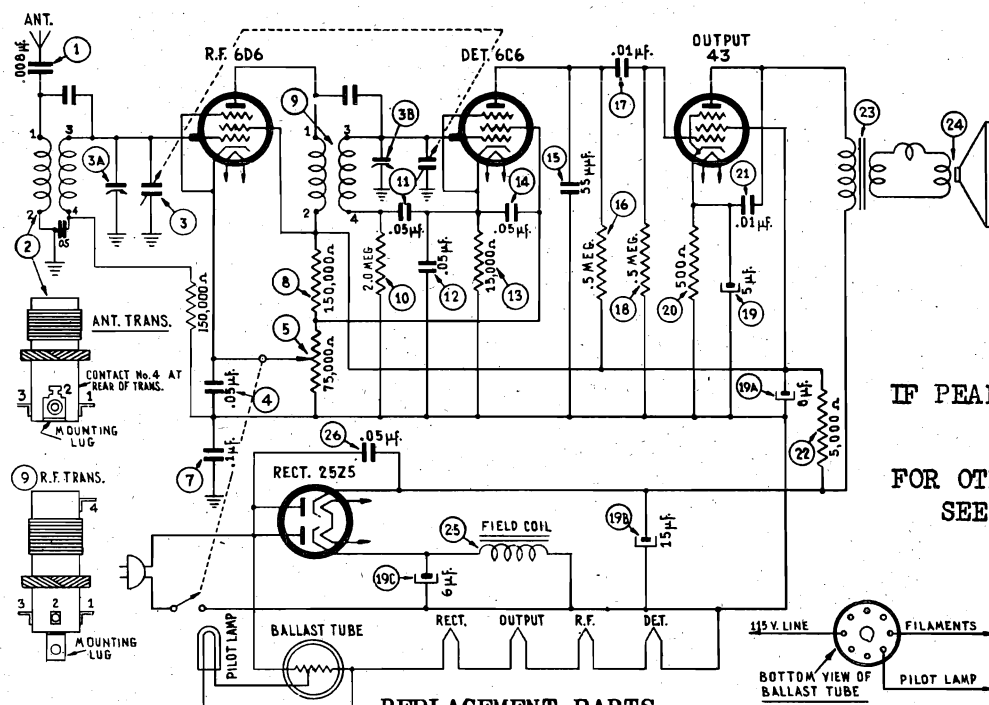 ANT.
1
.008µf.
R.F. 6D6
DET. 6C6
OUTPUT
43
.01µf.
17
9
3B
1
3
3A
3
2
4
.05
2
1
3
2
4
11
.05µf.
14
.05µf.
15
55µµf.
16
.5 MEG.
18
.5 MEG.
21
.01µf.
23
24
150,000Ω
8
150,000Ω
5
75,000Ω
2.0 MEG
10
.05µf.
12
15,000Ω
13
500Ω
20
5µf.
19
ANT. TRANS.
CONTACT No. 4 AT
REAR OF TRANS.
3
2
1
MOUNTING
LUG
.05µf.
4
7
.1µf.
26
.05µf.
19A
8µf.
22
5,000Ω
IF PEA
FOR OT
SEE
9 R.F. TRANS.
4
3
2
1
MOUNTING
LUG
RECT. 25Z5
25
FIELD COIL
19C
6µf.
19B
15µf.
PILOT LAMP
BALLAST TUBE
RECT.
OUTPUT
R.F.
DET.
115 V. LINE
FILAMENTS
PILOT LAMP
BOTTOM VIEW OF
BALLAST TUBE
REPLACEMENT PARTS